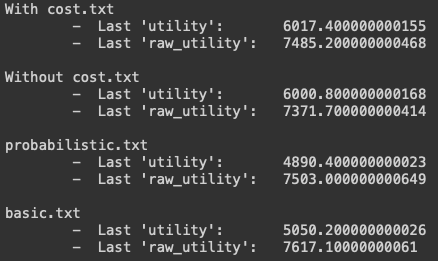 With cost.txt
- Last 'utility': 6017.400000000155
- Last 'raw_utility': 7485.200000000468
Without cost.txt
- Last 'utility': 6000.800000000168
- Last 'raw_utility': 7371.700000000414
probabilistic.txt
- Last 'utility': 4890.400000000023
- Last 'raw_utility': 7503.000000000649
basic.txt
- Last 'utility': 5050.200000000026
- Last 'raw_utility': 7617.10000000061